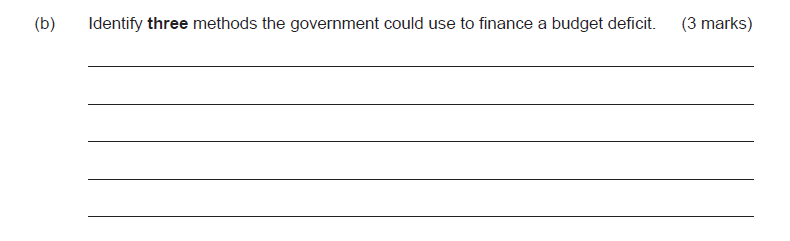 (b) Identify three methods the government could use to finance a budget deficit. (3 marks)